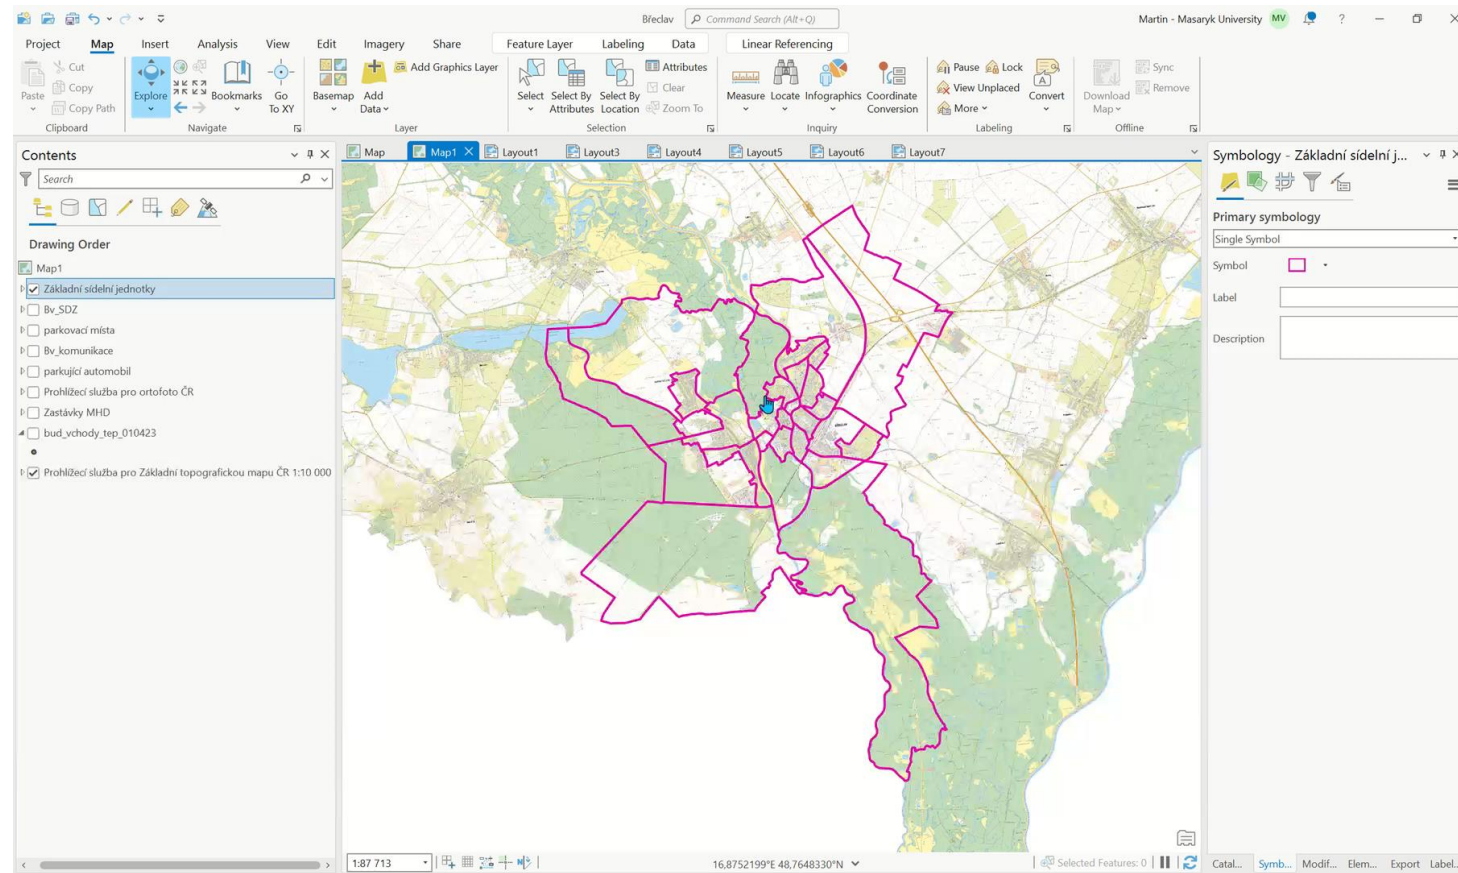 Břeclav
Command Search (Alt+Q)
Martin - Masaryk University
MV
?
Project
Map
Insert
Analysis
View
Edit
Imagery
Share
Feature Layer
Labeling
Data
Linear Referencing
Paste
Cut
Copy
Copy Path
Clipboard
Explore
Bookmarks
Go To XY
Navigate
Basemap
Add Data
Add Graphics Layer
Layer
Select
Select By Attributes
Select By Location
Attributes
Clear
Zoom To
Selection
Measure
Locate
Infographics
Coordinate Conversion
Inquiry
Pause
Lock
View Unplaced
More
Convert
Labeling
Download Map
Sync
Remove
Offline
Contents
Search
Drawing Order
Map1
Základní sídelní jednotky
Bv_SDZ
parkovací místa
Bv_komunikace
parkující automobil
Prohlížecí služba pro ortofoto ČR
Zastávky MHD
bud_vchody_tep_010423
Prohlížecí služba pro Základní topografickou mapu ČR 1:10 000
Map
Map1
Layout1
Layout3
Layout4
Layout5
Layout6
Layout7
1:87 713
16,8752199°E 48,7648330°N
Selected Features: 0
Symbology - Základní sídelní j...
Primary symbology
Single Symbol
Symbol
Label
Description
Catal...
Symb...
Modif...
Elem...
Export
Label...